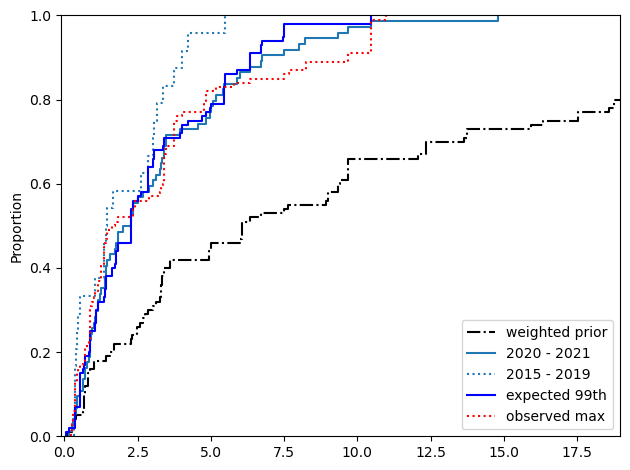 1.0
0.8
0.6
0.4
0.2
0.0
Proportion
weighted prior
2020 - 2021
2015 - 2019
expected 99th
observed max
0.0 2.5 5.0 7.5 10.0 12.5 15.0 17.5